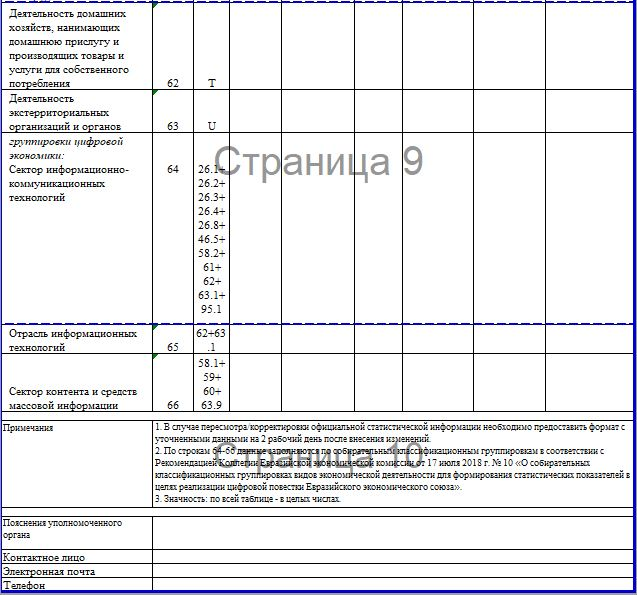 Деятельность домашних
хозяйств, нанимающих
домашнюю прислугу и
производящих товары и
услуги для собственного
потребления 62 T
Деятельность
экстерриториальных
организаций и органов 63 U
группировки цифровой
экономики:
Страница 9
Сектор информационно- 64 26.1+
коммуникационных 26.2+
технологий 26.3+
26.4+
26.8+
46.5+
58.2+
61+
62+
63.1+
95.1
Отрасль информационных 62+63
технологий 65 .1
58.1+
59+
Сектор контента и средств 60+
массовой информации 66 63.9
Примечания 1. В случае пересмотра/корректировки официальной статистической информации необходимо предоставить формат с
уточненными данными на 2 рабочий день после внесения изменений.
2. По строкам 64-66 данные заполняются по собирательным классификационным группировкам в соответствии с
Страница 10
Рекомендацией Коллегии Евразийской экономической комиссии от 17 июля 2018 г. № 10 «О собирательных
классификационных группировках видов экономической деятельности для формирования статистических показателей в
целях реализации цифровой повестки Евразийского экономического союза».
3. Значность: по всей таблице - в целых числах.
Пояснения уполномоченного
органа
Контактное лицо
Электронная почта
Телефон